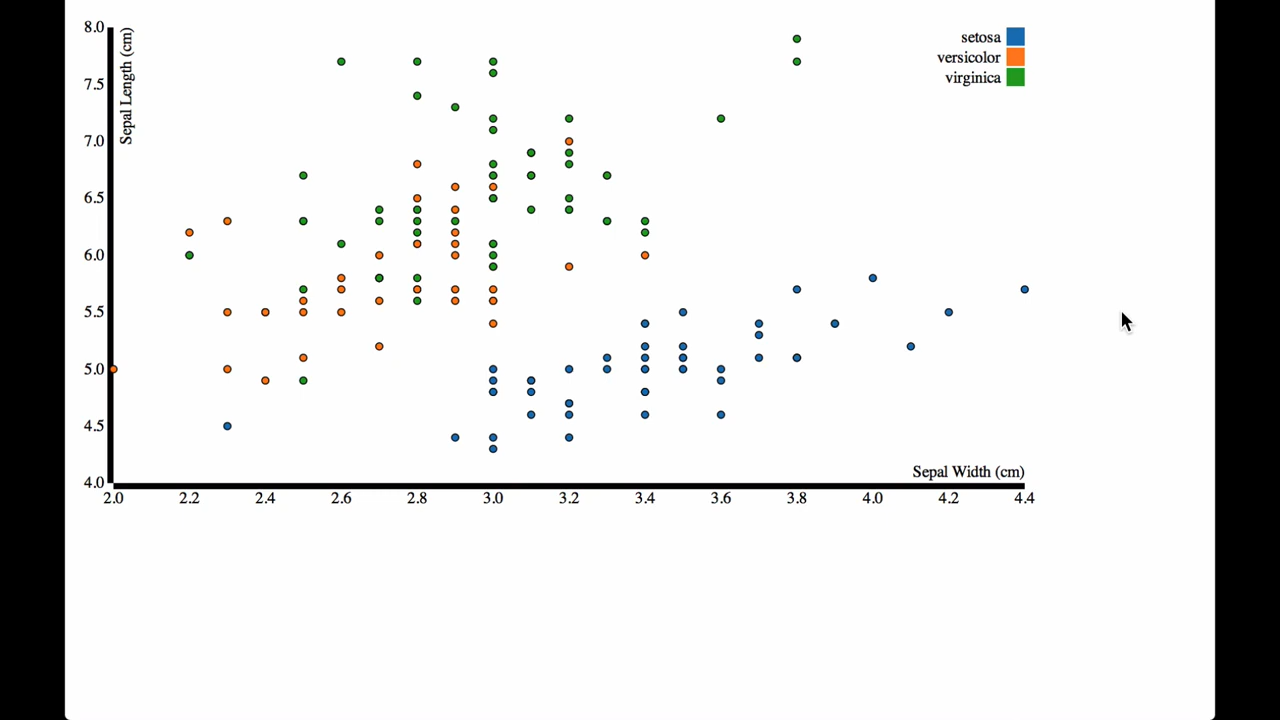 8.0
7.5
7.0
6.5
6.0
5.5
5.0
4.5
4.0
Sepal Length (cm)
setosa
versicolor
virginica
Sepal Width (cm)
2.0 2.2 2.4 2.6 2.8 3.0 3.2 3.4 3.6 3.8 4.0 4.2 4.4